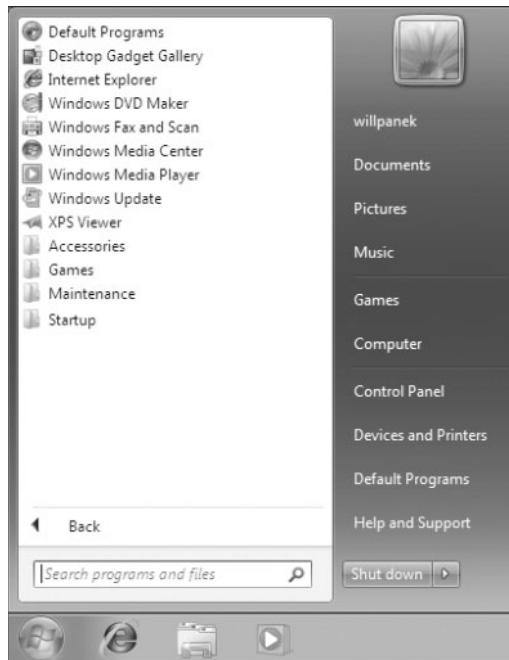 Default Programs
Desktop Gadget Gallery
Internet Explorer
Windows DVD Maker
Windows Fax and Scan
Windows Media Center
Windows Media Player
Windows Update
XPS Viewer
Accessories
Games
Maintenance
Startup
Back
Search programs and files
willpanek
Documents
Pictures
Music
Games
Computer
Control Panel
Devices and Printers
Default Programs
Help and Support
Shut down